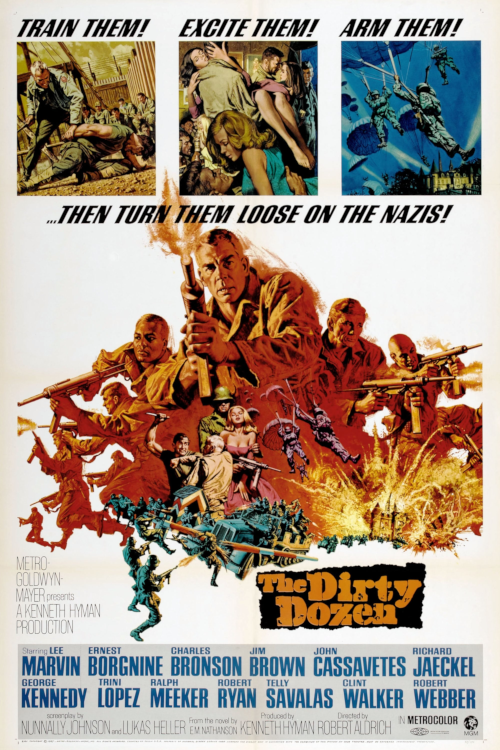 TRAIN THEM! EXCITE THEM! ARM THEM!
...THEN TURN THEM LOOSE ON THE NAZIS!
METRO-
GOLDWYN-
MAYER presents
A KENNETH HYMAN
PRODUCTION
The Dirty
Dozen
Starring LEE MARVIN ERNEST BORGNINE CHARLES BRONSON JIM BROWN JOHN CASSAVETES RICHARD JAECKEL
GEORGE KENNEDY TRINI LOPEZ RALPH MEEKER ROBERT RYAN TELLY SAVALAS CLINT WALKER ROBERT WEBBER
screenplay by NUNNALLY JOHNSON and LUKAS HELLER From the novel by E.M. NATHANSON Produced by KENNETH HYMAN Directed by ROBERT ALDRICH in METROCOLOR MGM